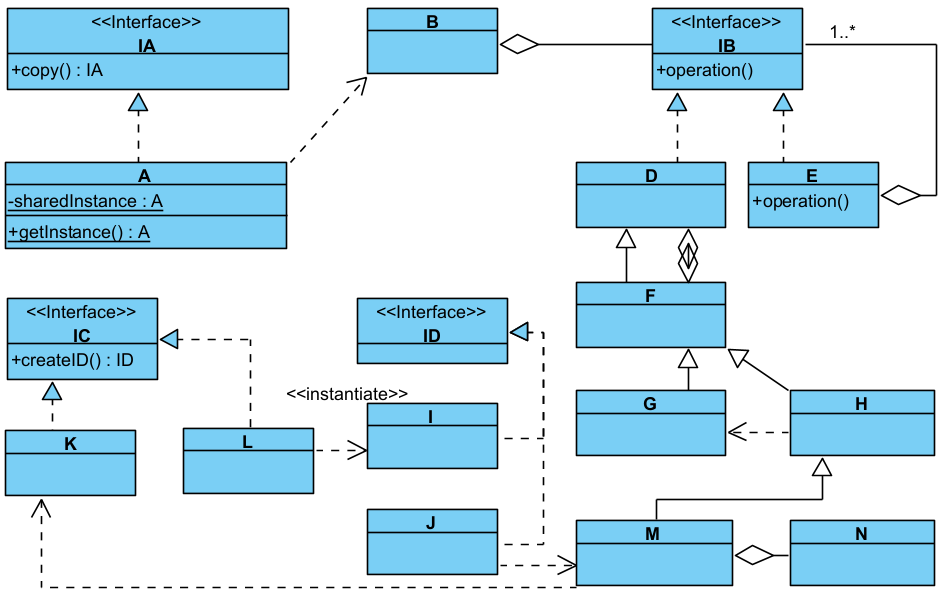 <<Interface>>
IA
+copy() : IA
B
<<Interface>>
IB
+operation()
1..*
A
-sharedInstance : A
+getInstance() : A
D
E
+operation()
F
<<Interface>>
IC
+createID() : ID
<<Interface>>
ID
<<instantiate>>
G
H
I
K
L
J
M
N